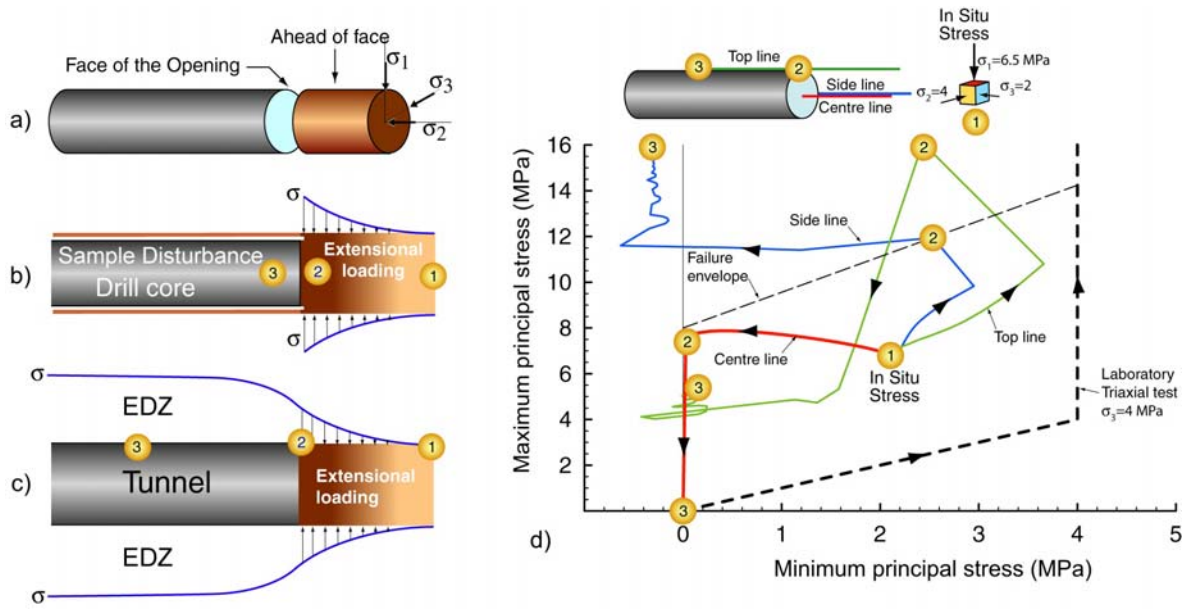 a)
Face of the Opening
Ahead of face
σ1
σ3
σ2
b)
σ
Sample Disturbance
Drill core
3
2
Extensional
loading
1
σ
c)
σ
EDZ
3
2
1
Tunnel
Extensional
loading
EDZ
σ
3
Top line
2
Side line
Centre line
In Situ
Stress
σ1=6.5 MPa
σ2=4
σ3=2
1
d)
Maximum principal stress (MPa)
16
14
12
10
8
6
4
2
0
1
2
3
4
5
Minimum principal stress (MPa)
3
2
Side line
2
Failure
envelope
2
Centre line
1
In Situ
Stress
Top line
3
Laboratory
Triaxial test
σ3=4 MPa
3